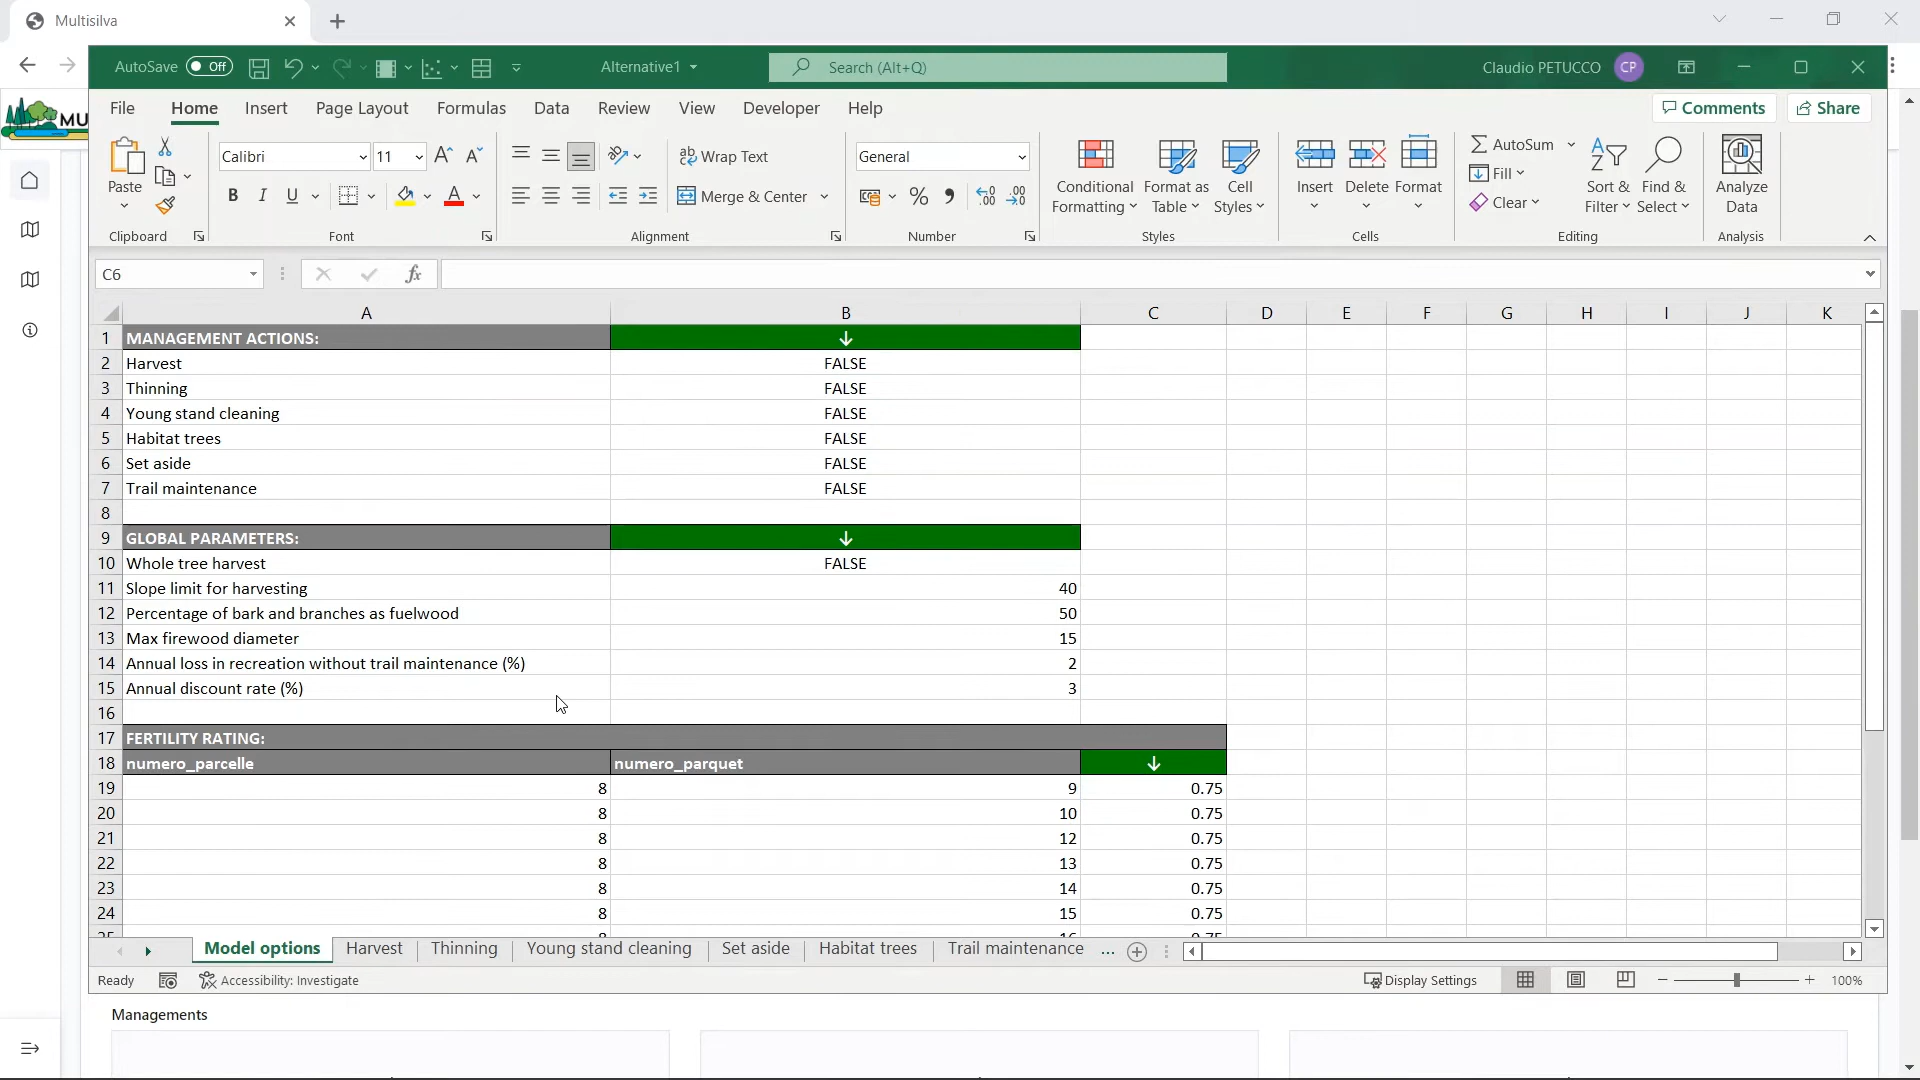 Multisilva
AutoSave Off
Alternative1
Search (Alt+Q)
Claudio PETUCCO CP
MU
File Home Insert Page Layout Formulas Data Review View Developer Help
Comments Share
Paste
Calibri 11
B I U A
Wrap Text
Merge & Center
General
Conditional Formatting
Format as Table
Cell Styles
Insert
Delete
Format
AutoSum
Fill
Clear
Sort & Filter
Find & Select
Analyze Data
Clipboard Font Alignment Number Styles Cells Editing Analysis
C6 fx
A B C D E F G H I J K
1 MANAGEMENT ACTIONS: ↓
2 Harvest FALSE
3 Thinning FALSE
4 Young stand cleaning FALSE
5 Habitat trees FALSE
6 Set aside FALSE
7 Trail maintenance FALSE
8
9 GLOBAL PARAMETERS: ↓
10 Whole tree harvest FALSE
11 Slope limit for harvesting 40
12 Percentage of bark and branches as fuelwood 50
13 Max firewood diameter 15
14 Annual loss in recreation without trail maintenance (%) 2
15 Annual discount rate (%) 3
16
17 FERTILITY RATING:
18 numero_parcelle numero_parquet ↓
19 8 9 0.75
20 8 10 0.75
21 8 12 0.75
22 8 13 0.75
23 8 14 0.75
24 8 15 0.75
Model options Harvest Thinning Young stand cleaning Set aside Habitat trees Trail maintenance ...
Ready Accessibility: Investigate Display Settings 100%
Managements